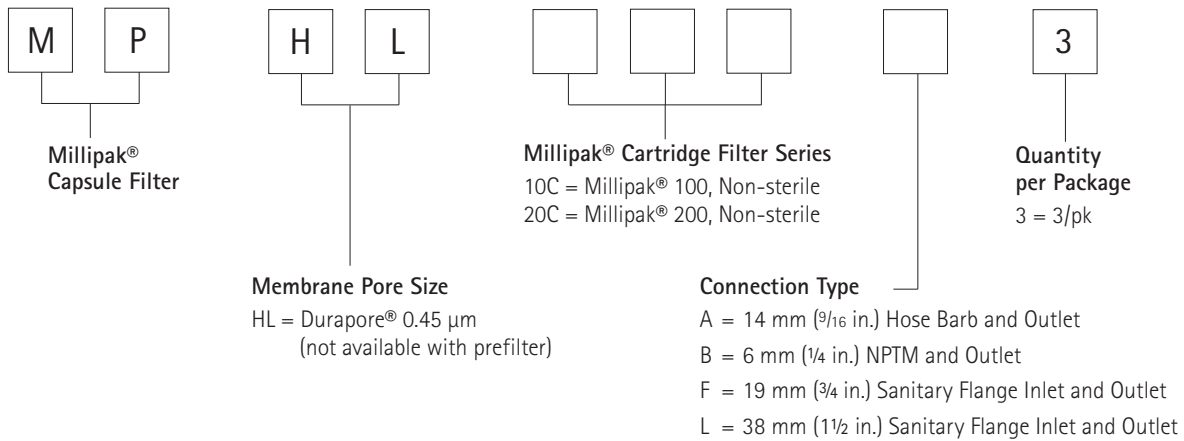 M P H L 3
Millipak®
Capsule Filter
Millipak® Cartridge Filter Series
10C = Millipak® 100, Non-sterile
20C = Millipak® 200, Non-sterile
Quantity
per Package
3 = 3/pk
Membrane Pore Size
HL = Durapore® 0.45 µm
(not available with prefilter)
Connection Type
A = 14 mm (9/16 in.) Hose Barb and Outlet
B = 6 mm (1/4 in.) NPTM and Outlet
F = 19 mm (3/4 in.) Sanitary Flange Inlet and Outlet
L = 38 mm (11/2 in.) Sanitary Flange Inlet and Outlet